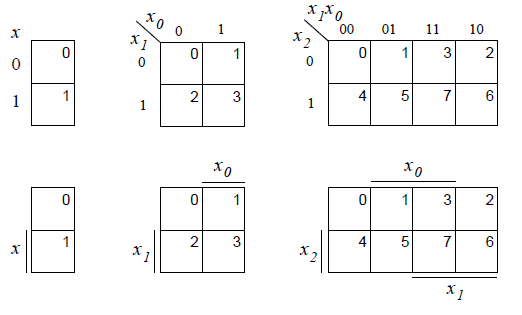 x₀ x₁x₀
x x₁ 0 1 x₂ 00 01 11 10
0 0 0 0 1 0 0 1 3 2
1 1 1 2 3 1 4 5 7 6
x₀ x₀
0 0 1 0 1 3 2
x 1 x₁ 2 3 x₂ 4 5 7 6
x₁